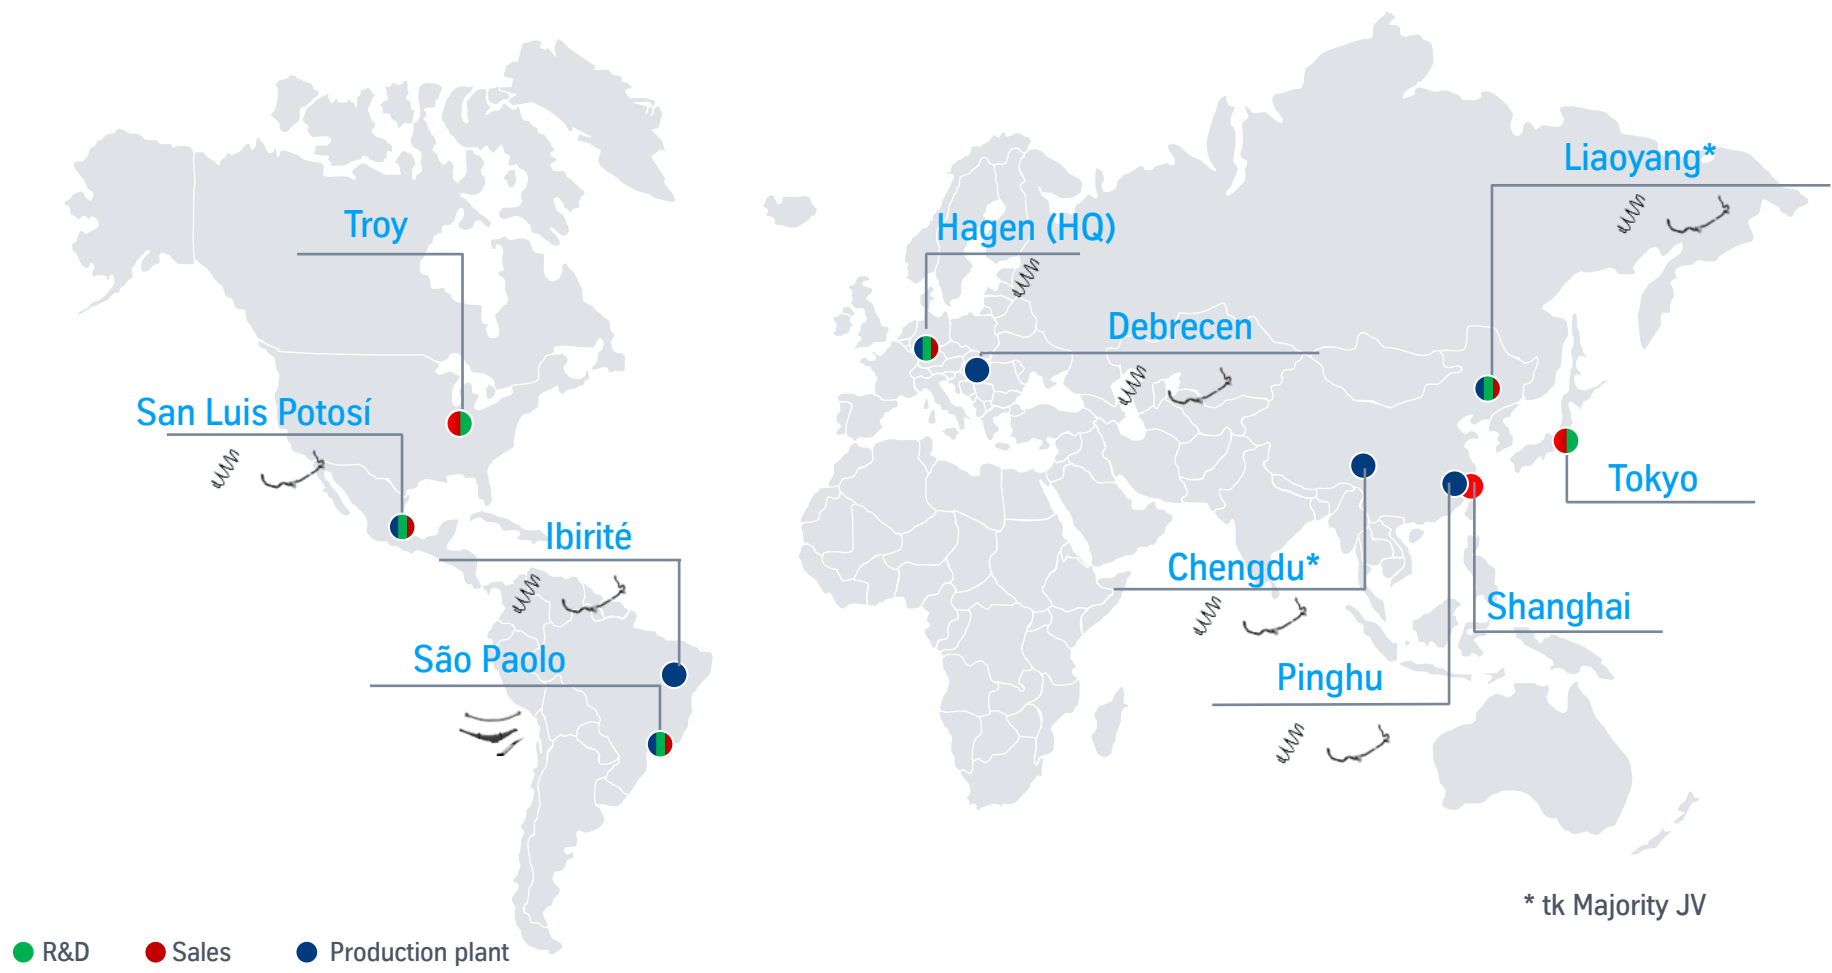 Liaoyang*
Troy
Hagen (HQ)
Debrecen
San Luis Potosí
Tokyo
Ibirité
Chengdu*
Shanghai
São Paolo
Pinghu
* tk Majority JV
R&D
Sales
Production plant